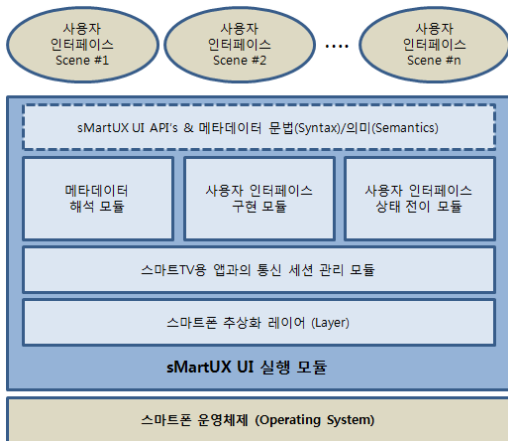 사용자
인터페이스
Scene #1
사용자
인터페이스
Scene #2
....
사용자
인터페이스
Scene #n
sMartUX UI API's & 메타데이터 문법(Syntax)/의미(Semantics)
메타데이터
해석 모듈
사용자 인터페이스
구현 모듈
사용자 인터페이스
상태 전이 모듈
스마트TV용 앱과의 통신 세션 관리 모듈
스마트폰 추상화 레이어 (Layer)
sMartUX UI 실행 모듈
스마트폰 운영체제 (Operating System)